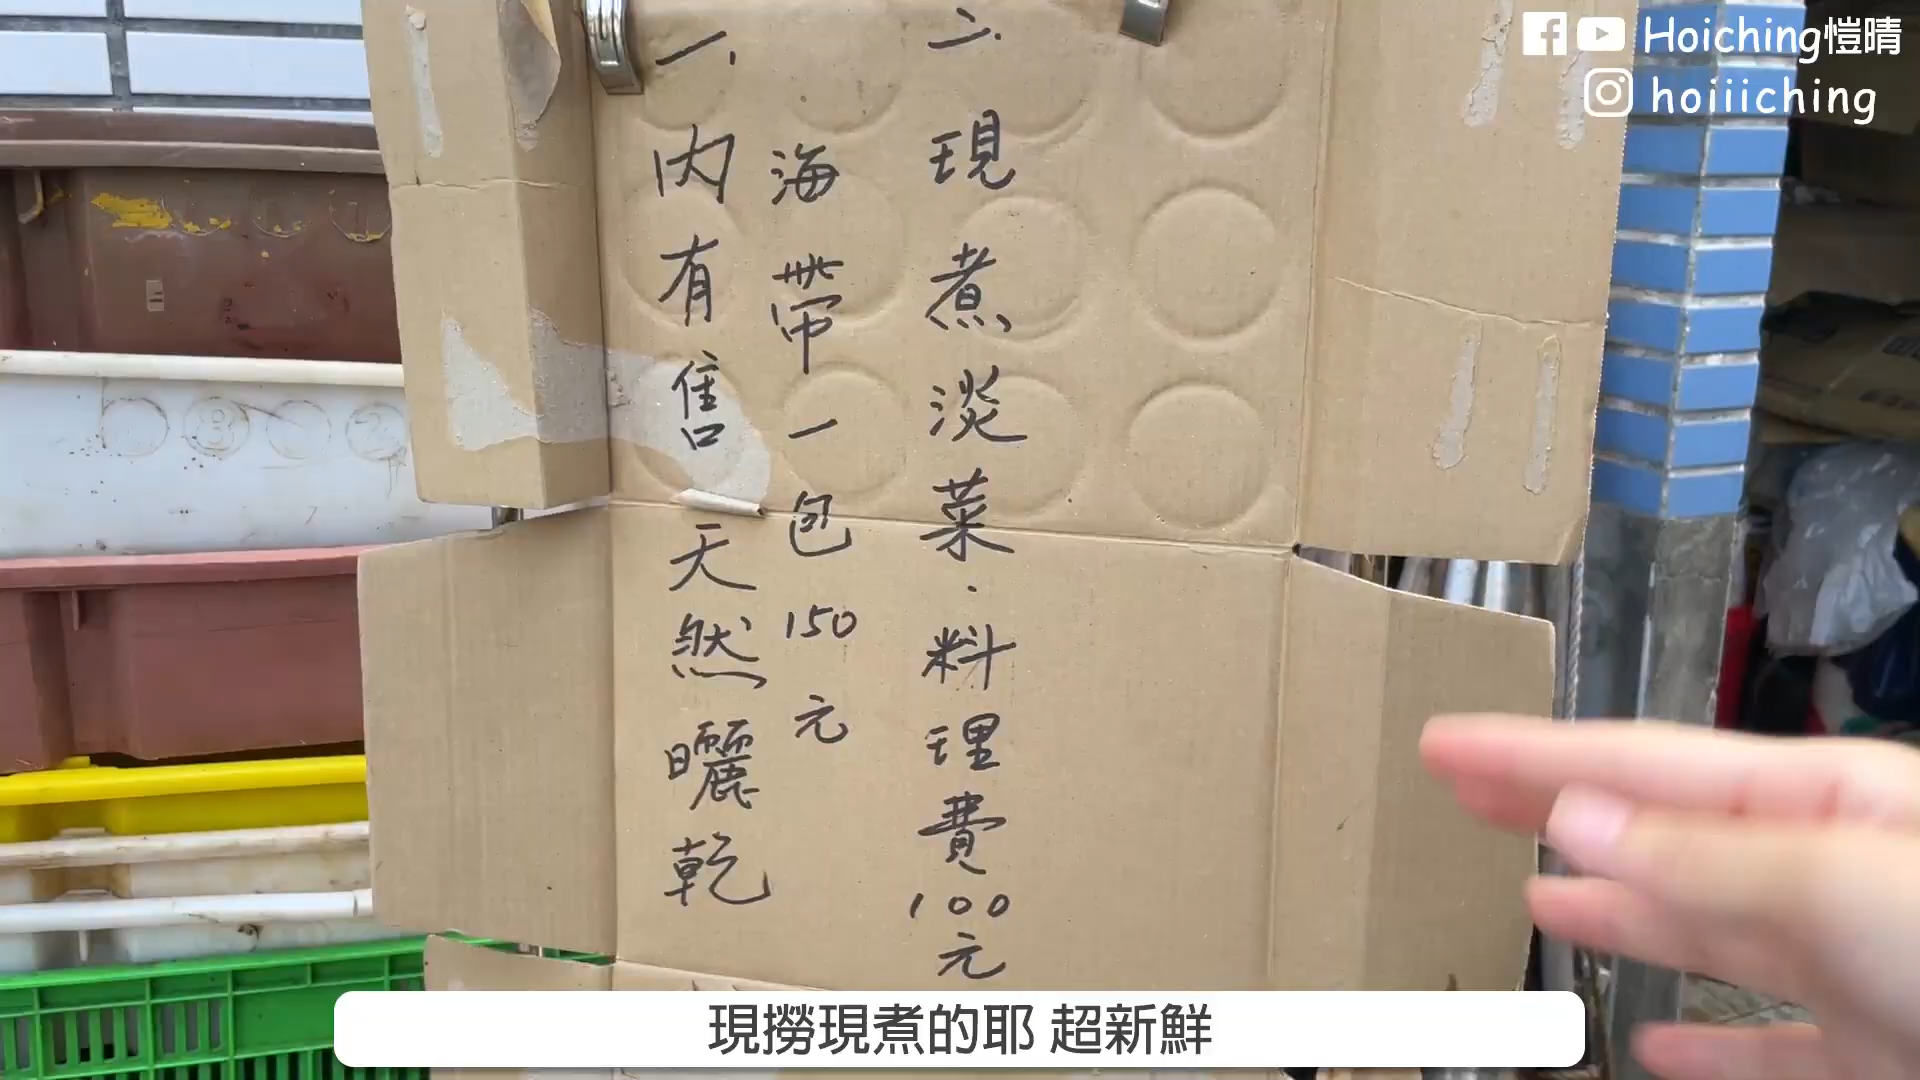 一、內有售天然曬乾
海帶一包150元
二、現煮淡菜.料理費100元
Hoiching愷晴
hoiiiching
現撈現煮的耶 超新鮮